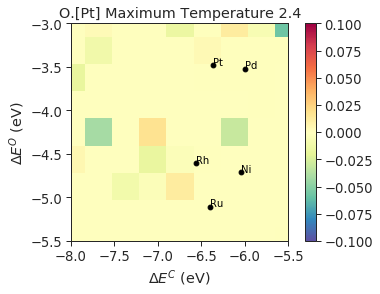 O.[Pt] Maximum Temperature 2.4
−3.0
−3.5
−4.0
−4.5
−5.0
−5.5
ΔE^O (eV)
Pt
Pd
Rh
Ni
Ru
−8.0 −7.5 −7.0 −6.5 −6.0 −5.5
ΔE^C (eV)
0.100
0.075
0.050
0.025
0.000
−0.025
−0.050
−0.075
−0.100